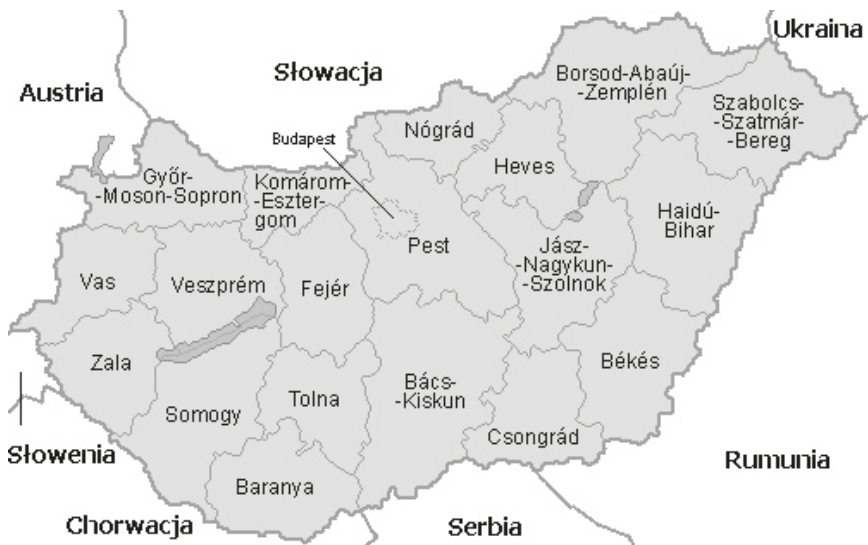 Ukraina
Słowacja
Austria
Borsod-Abaúj-
-Zemplén
Szabolcs-
-Szatmár-
-Bereg
Nógrád
Budapest
Heves
Győr-
-Moson-Sopron
Komárom-
-Eszter-
gom
Haidú-
Bihar
Pest
Jász-
-Nagykun-
-Szolnok
Vas
Veszprém
Fejér
Zala
Békés
Bács-
-Kiskun
Tolna
Somogy
Csongrád
Słowenia
Rumunia
Baranya
Chorwacja
Serbia